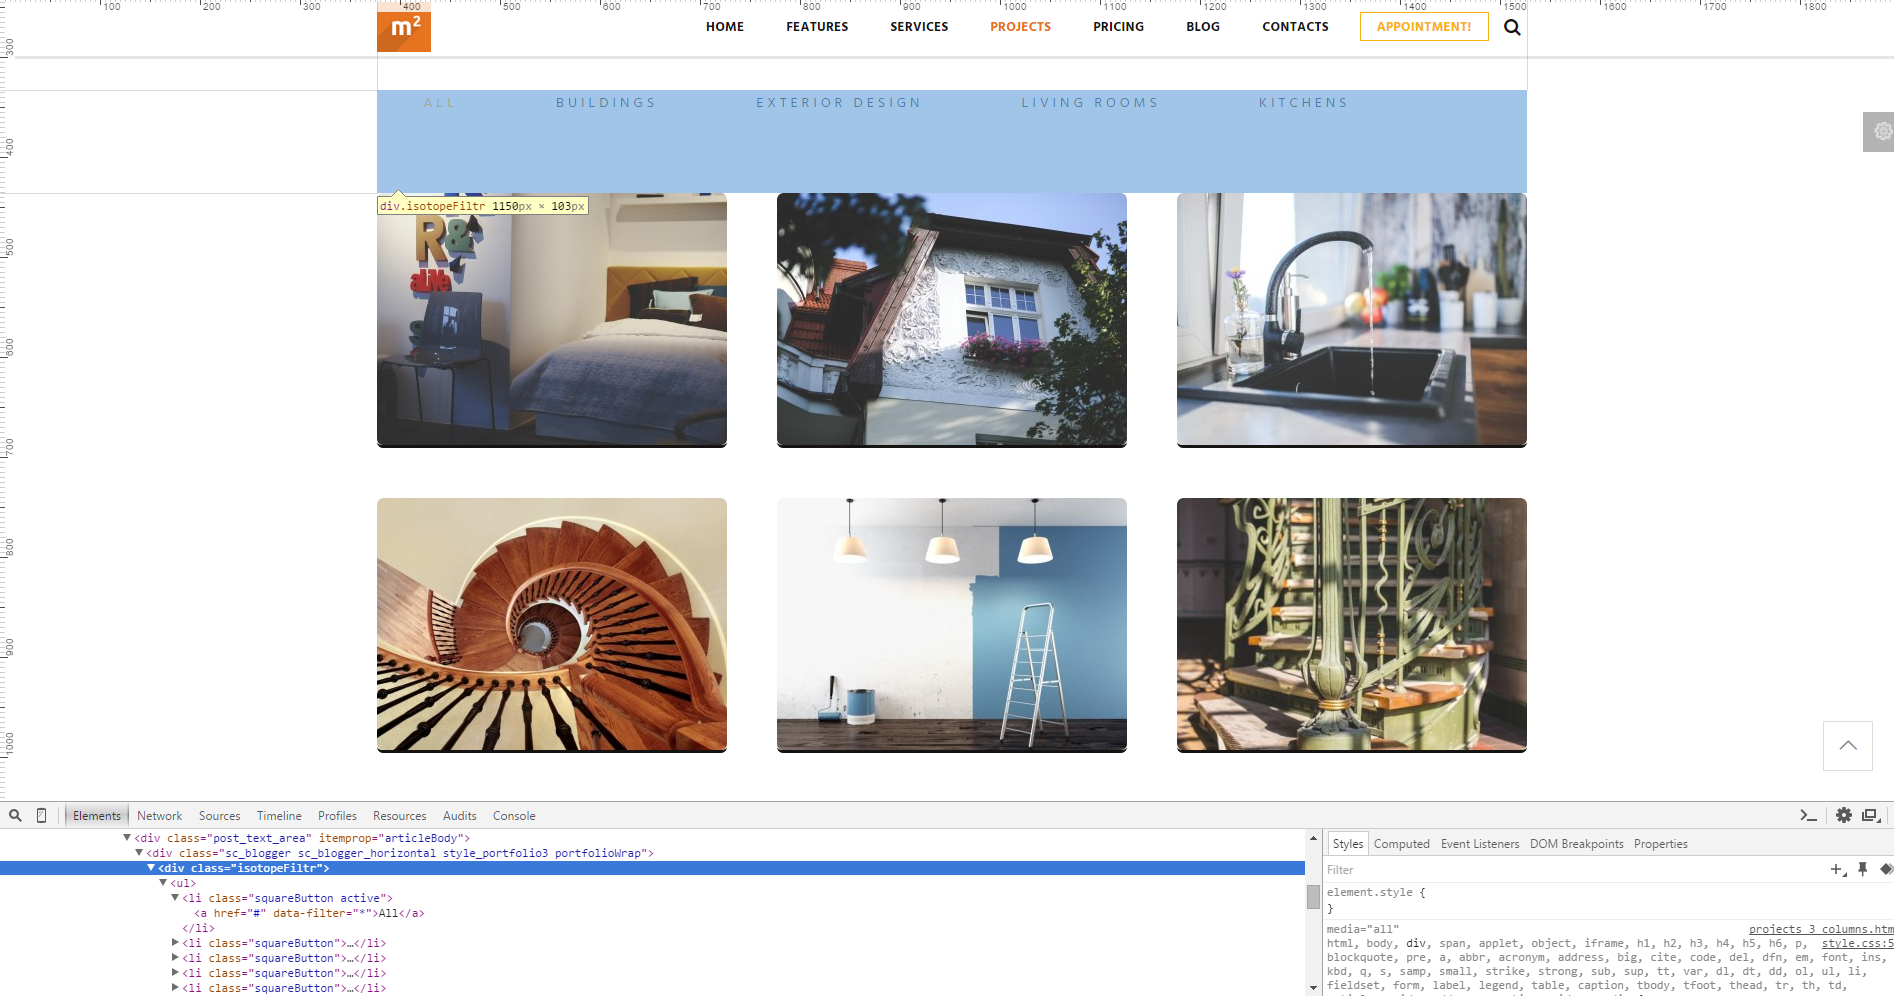 100 200 300 400 500 600 700 800 900 1000 1100 1200 1300 1400 1500 1600 1700 1800
m2 HOME FEATURES SERVICES PROJECTS PRICING BLOG CONTACTS APPOINTMENT!
300
ALL BUILDINGS EXTERIOR DESIGN LIVING ROOMS KITCHENS
400
div.isotopeFiltr 1150px × 103px
R&
500
alive
600
700
800
900
1000
Elements Network Sources Timeline Profiles Resources Audits Console
<div class="post_text_area" itemprop="articleBody">
<div class="sc_blogger sc_blogger_horizontal style_portfolio3 portfolioWrap">
<div class="isotopeFiltr">
<ul>
<li class="squareButton active">
<a href="#" data-filter="*">All</a>
</li>
<li class="squareButton">…</li>
<li class="squareButton">…</li>
<li class="squareButton">…</li>
<li class="squareButton">…</li>
Styles Computed Event Listeners DOM Breakpoints Properties
Filter
element.style {
}
media="all" projects 3 columns.htm
html, body, div, span, applet, object, iframe, h1, h2, h3, h4, h5, h6, p, style.css:5
blockquote, pre, a, abbr, acronym, address, big, cite, code, del, dfn, em, font, ins,
kbd, q, s, samp, small, strike, strong, sub, sup, tt, var, dl, dt, dd, ol, ul, li,
fieldset, form, label, legend, table, caption, tbody, tfoot, thead, tr, th, td,